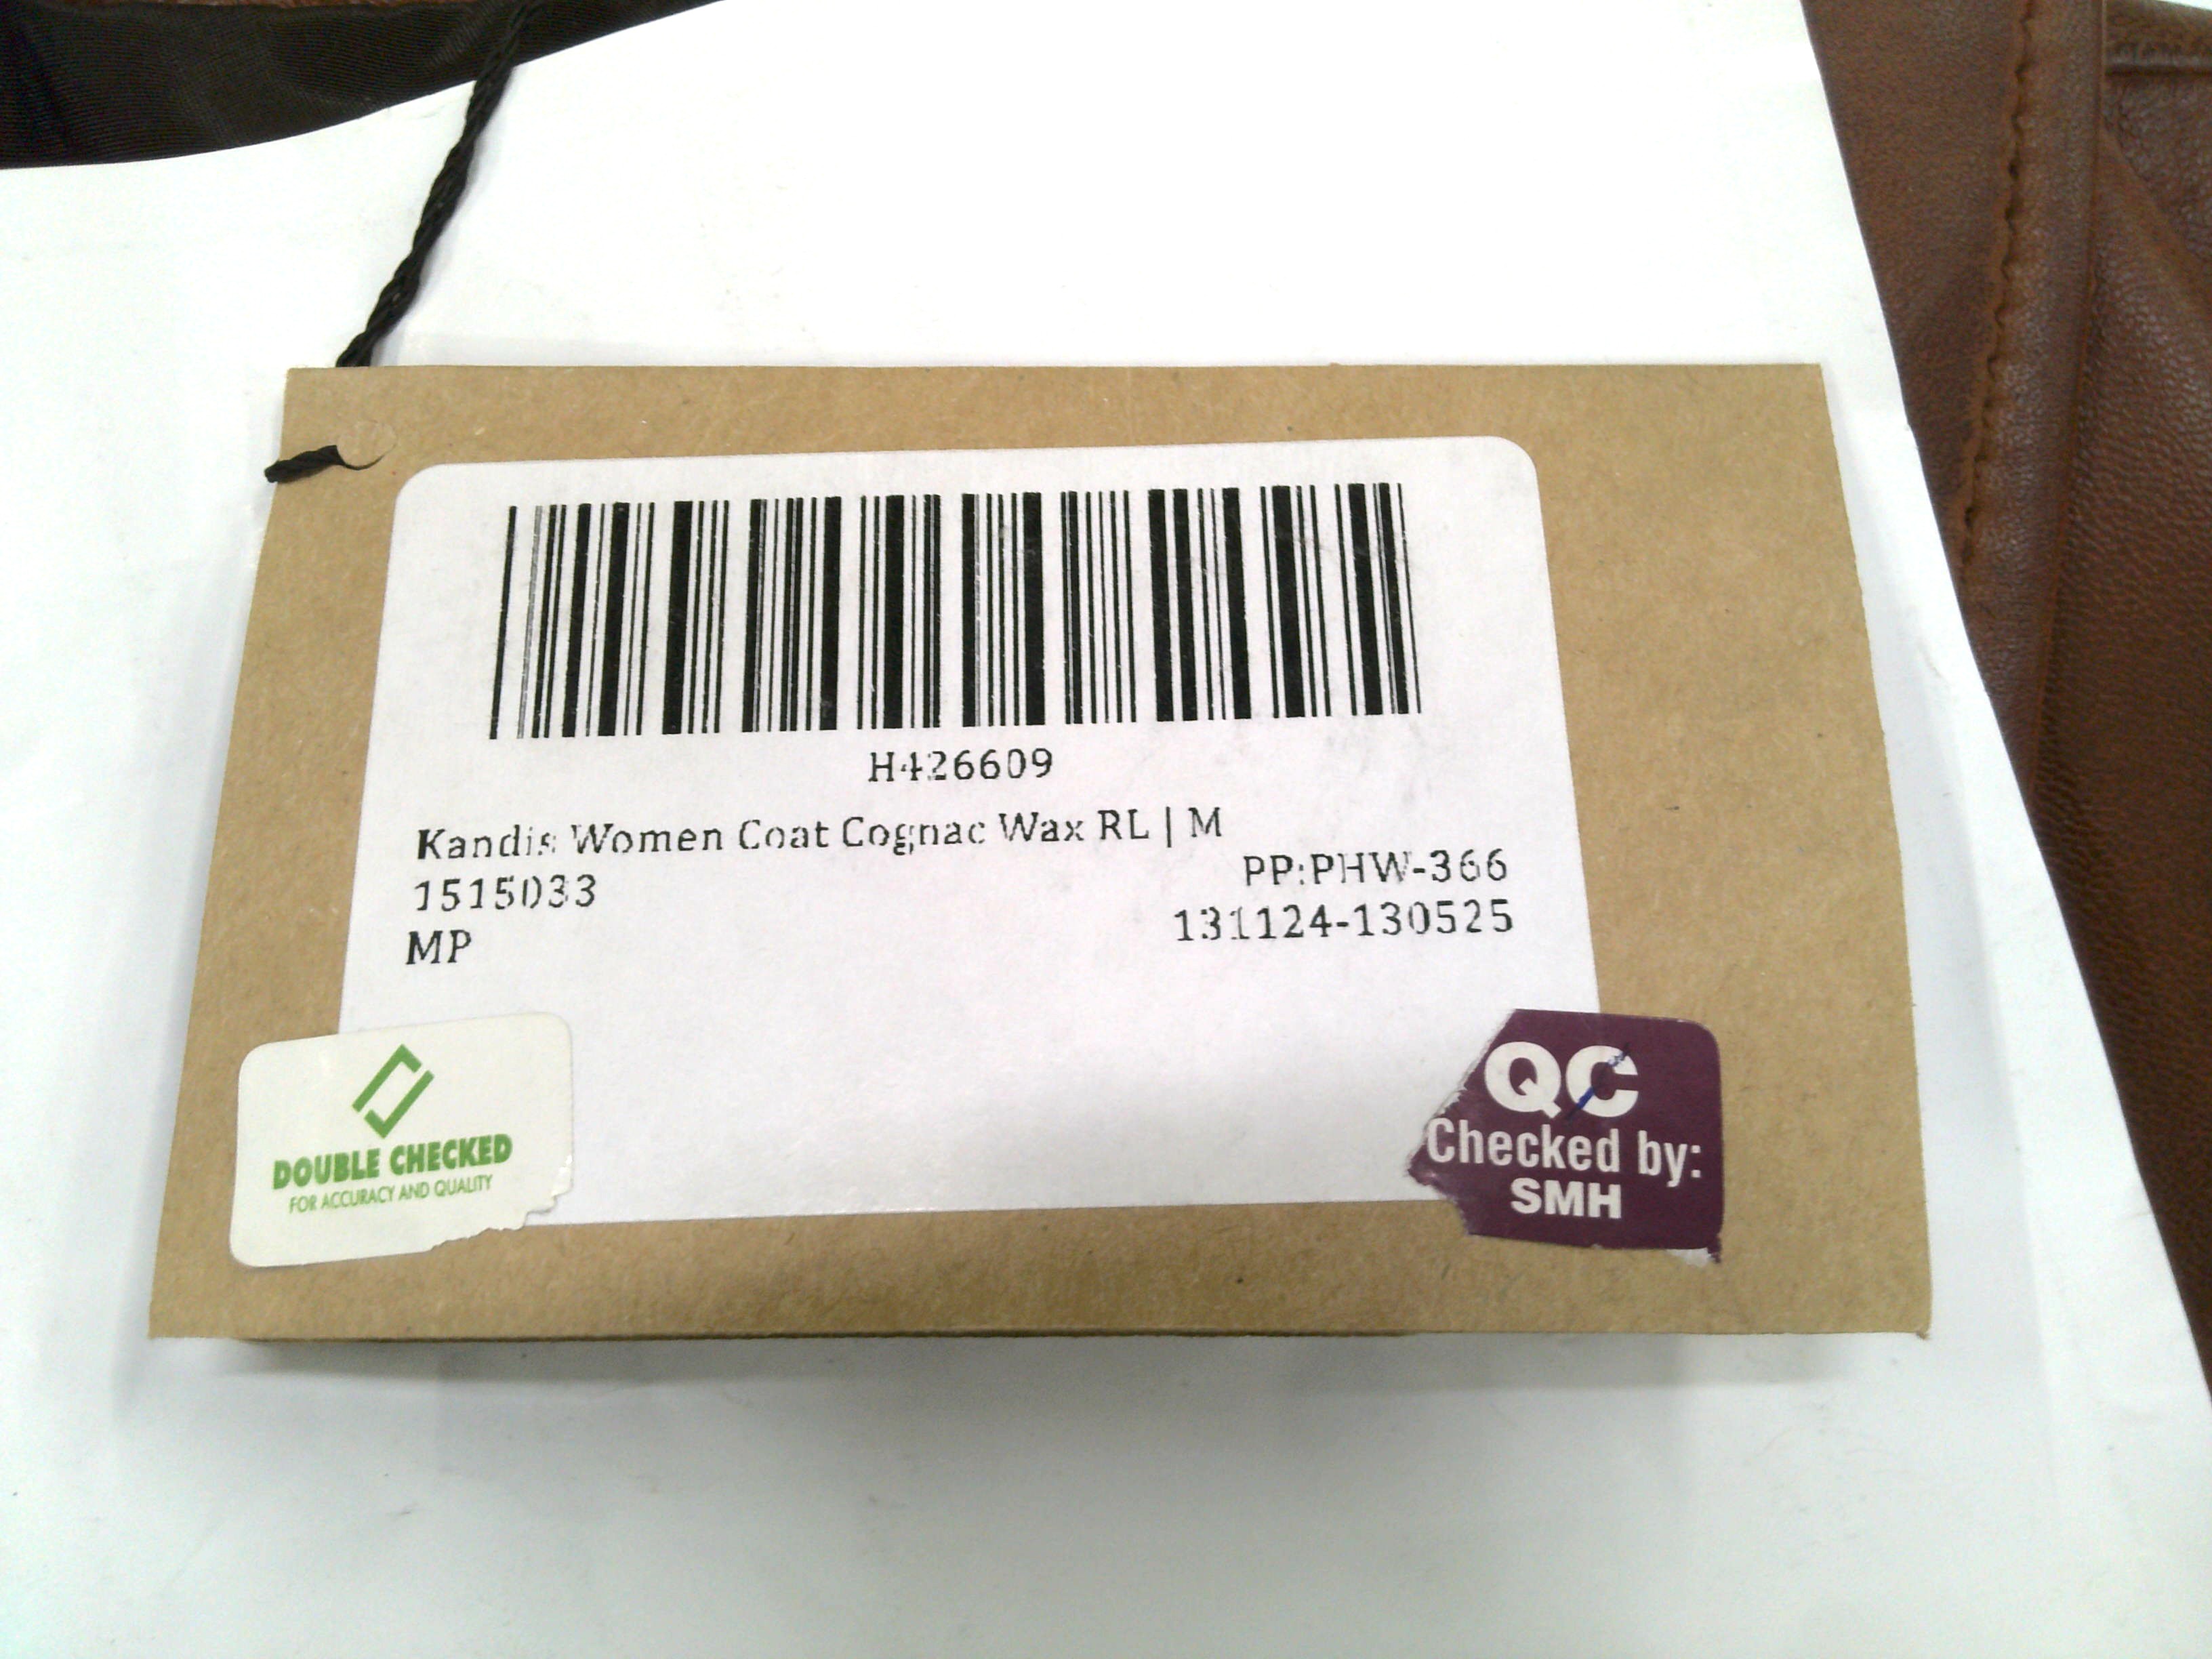 H426609
Kandis Women Coat Cognac Wax RL | M
PP:PHW-366
1515033
131124-130525
MP
DOUBLE CHECKED
FOR ACCURACY AND QUALITY
QC
Checked by:
SMH